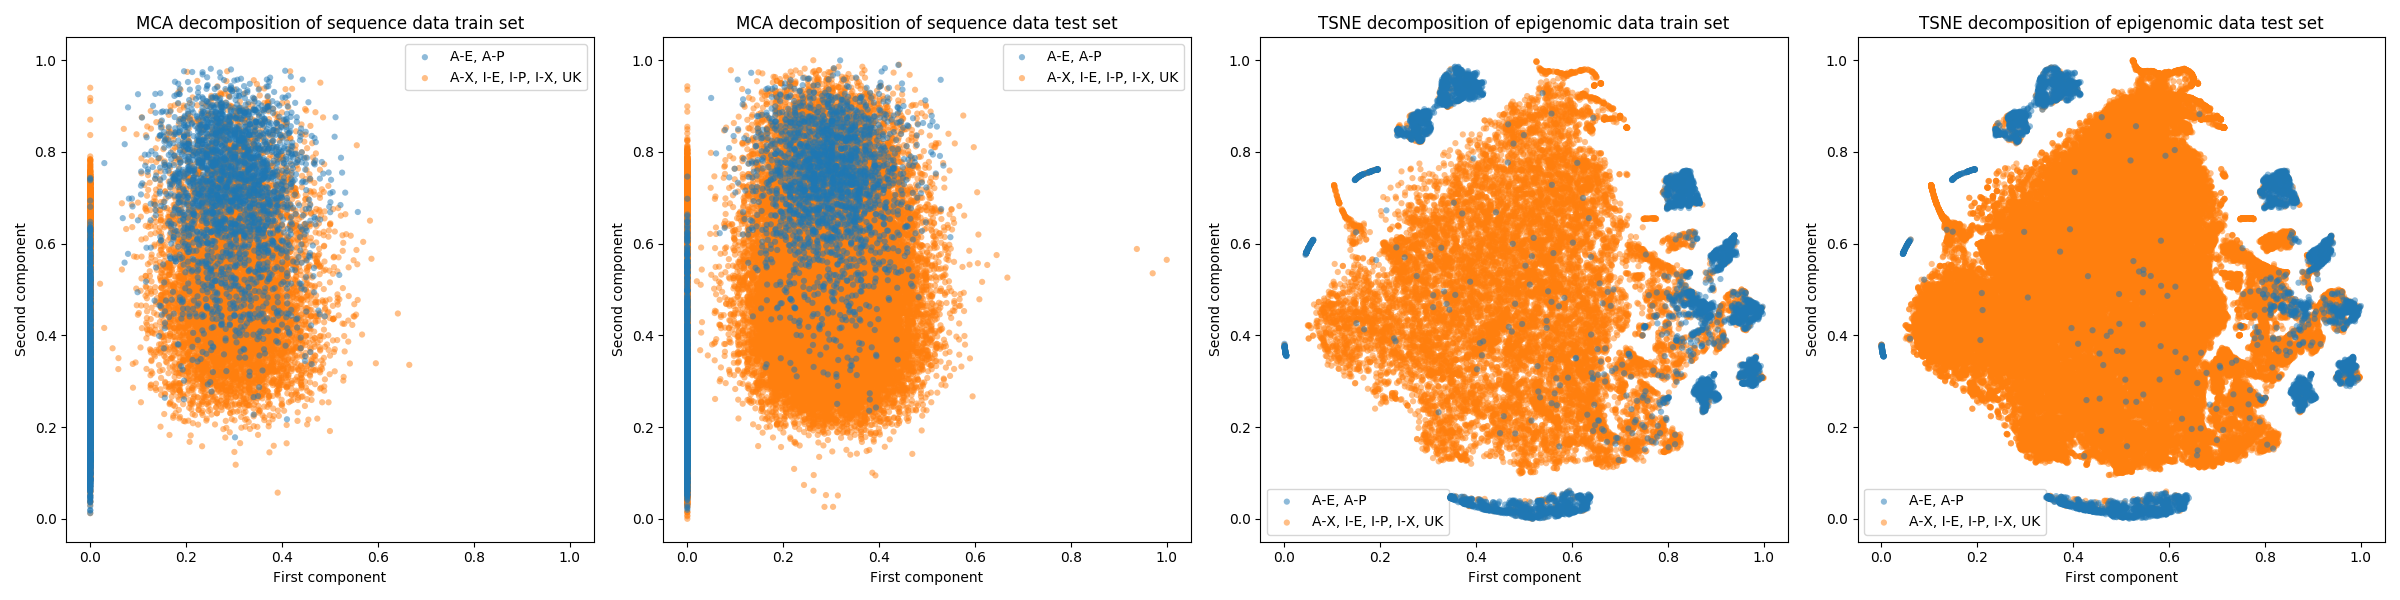 MCA decomposition of sequence data train set
1.0
0.8
0.6
0.4
0.2
0.0
Second component
A-E, A-P
A-X, I-E, I-P, I-X, UK
0.0 0.2 0.4 0.6 0.8 1.0
First component
MCA decomposition of sequence data test set
1.0
0.8
0.6
0.4
0.2
0.0
Second component
A-E, A-P
A-X, I-E, I-P, I-X, UK
0.0 0.2 0.4 0.6 0.8 1.0
First component
TSNE decomposition of epigenomic data train set
1.0
0.8
0.6
0.4
0.2
0.0
Second component
A-E, A-P
A-X, I-E, I-P, I-X, UK
0.0 0.2 0.4 0.6 0.8 1.0
First component
TSNE decomposition of epigenomic data test set
1.0
0.8
0.6
0.4
0.2
0.0
Second component
A-E, A-P
A-X, I-E, I-P, I-X, UK
0.0 0.2 0.4 0.6 0.8 1.0
First component